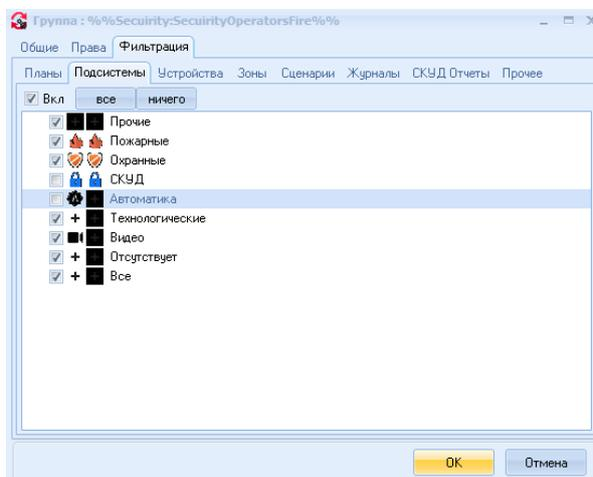 Группа : %%Secuirity:SecuirityOperatorsFire%%
Общие Права Фильтрация
Планы Подсистемы Устройства Зоны Сценарии Журналы СКУД Отчеты Прочее
Вкл все ничего
Прочие
Пожарные
Охранные
СКУД
Автоматика
Технологические
Видео
Отсутствует
Все
OK Отмена